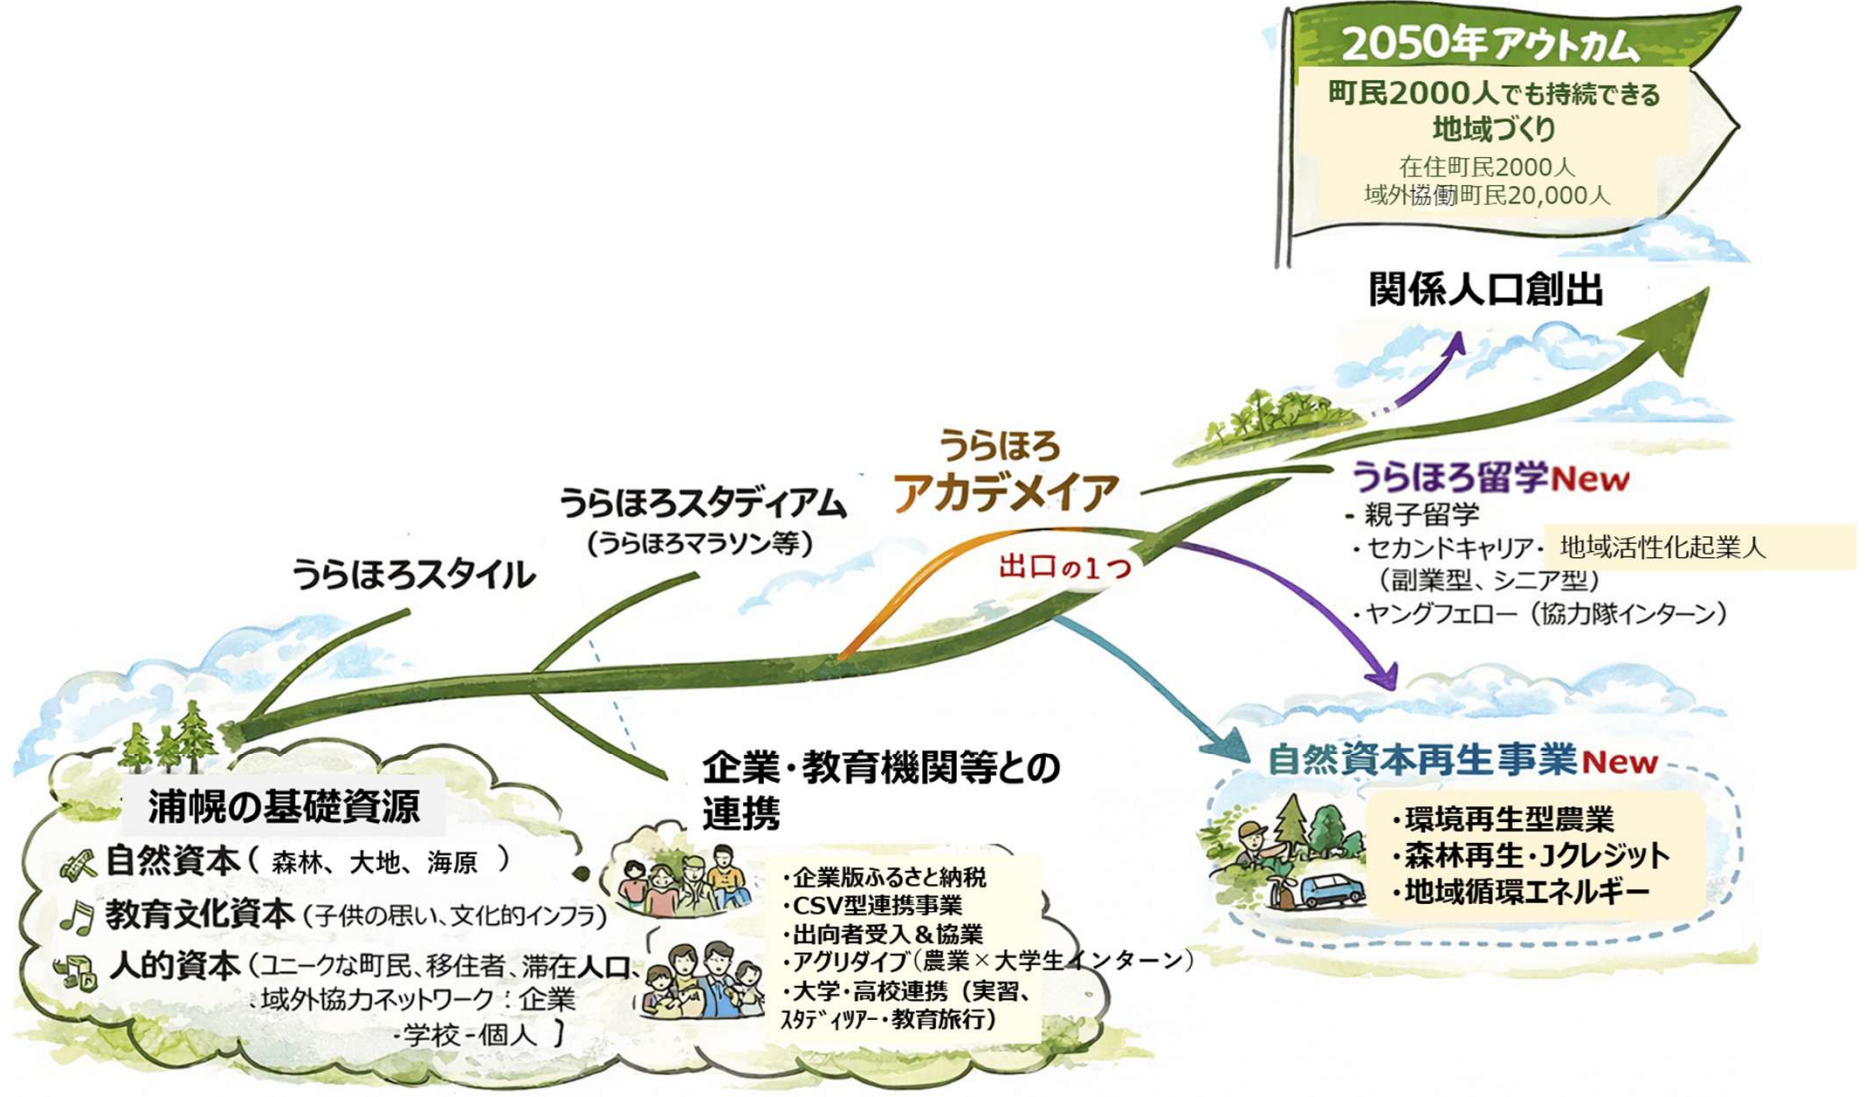 2050年アウトカム
町民2000人でも持続できる
地域づくり
在住町民2000人
域外協働町民20,000人
関係人口創出
うらほろ
アカデメイア
出口の1つ
うらほろスタディアム
(うらほろマラソン等)
うらほろスタイル
うらほろ留学New
- 親子留学
・セカンドキャリア・ 地域活性化起業人
(副業型、シニア型)
・ヤングフェロー(協力隊インターン)
自然資本再生事業New
・環境再生型農業
・森林再生・Jクレジット
・地域循環エネルギー
企業・教育機関等との
連携
・企業版ふるさと納税
・CSV型連携事業
・出向者受入&協業
・アグリダイブ(農業×大学生インターン)
・大学・高校連携(実習、
ｽﾀﾃﾞｨﾂｱｰ・教育旅行)
浦幌の基礎資源
自然資本( 森林、大地、海原 )
教育文化資本(子供の思い、文化的インフラ)
人的資本(ユニークな町民、移住者、滞在人口、
域外協力ネットワーク:企業
・学校-個人 )